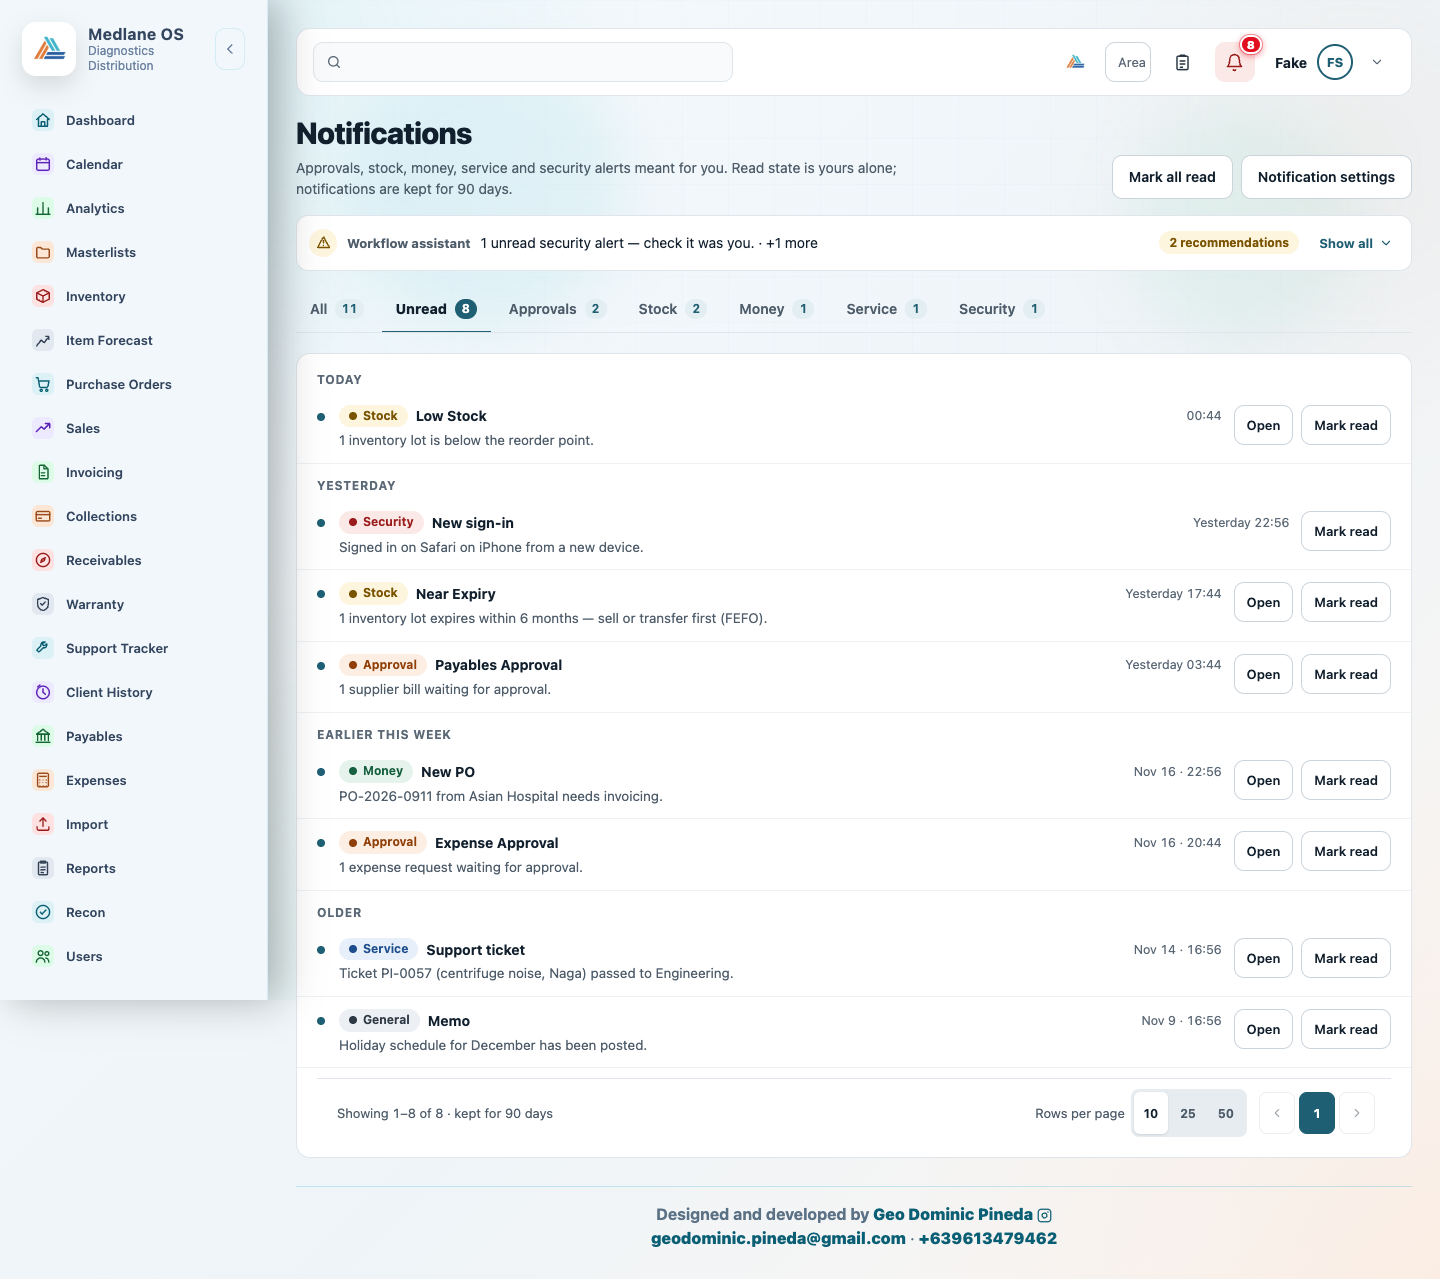 Medlane OS
Diagnostics
Distribution
Dashboard
Calendar
Analytics
Masterlists
Inventory
Item Forecast
Purchase Orders
Sales
Invoicing
Collections
Receivables
Warranty
Support Tracker
Client History
Payables
Expenses
Import
Reports
Recon
Users
Area
8
Fake FS
Notifications
Approvals, stock, money, service and security alerts meant for you. Read state is yours alone;
notifications are kept for 90 days.
Mark all read
Notification settings
Workflow assistant 1 unread security alert — check it was you. · +1 more
2 recommendations
Show all
All 11
Unread 8
Approvals 2
Stock 2
Money 1
Service 1
Security 1
TODAY
Stock Low Stock 00:44 Open Mark read
1 inventory lot is below the reorder point.
YESTERDAY
Security New sign-in Yesterday 22:56 Mark read
Signed in on Safari on iPhone from a new device.
Stock Near Expiry Yesterday 17:44 Open Mark read
1 inventory lot expires within 6 months — sell or transfer first (FEFO).
Approval Payables Approval Yesterday 03:44 Open Mark read
1 supplier bill waiting for approval.
EARLIER THIS WEEK
Money New PO Nov 16 · 22:56 Open Mark read
PO-2026-0911 from Asian Hospital needs invoicing.
Approval Expense Approval Nov 16 · 20:44 Open Mark read
1 expense request waiting for approval.
OLDER
Service Support ticket Nov 14 · 16:56 Open Mark read
Ticket PI-0057 (centrifuge noise, Naga) passed to Engineering.
General Memo Nov 9 · 16:56 Open Mark read
Holiday schedule for December has been posted.
Showing 1–8 of 8 · kept for 90 days
Rows per page 10 25 50 1
Designed and developed by Geo Dominic Pineda
geodominic.pineda@gmail.com · +639613479462